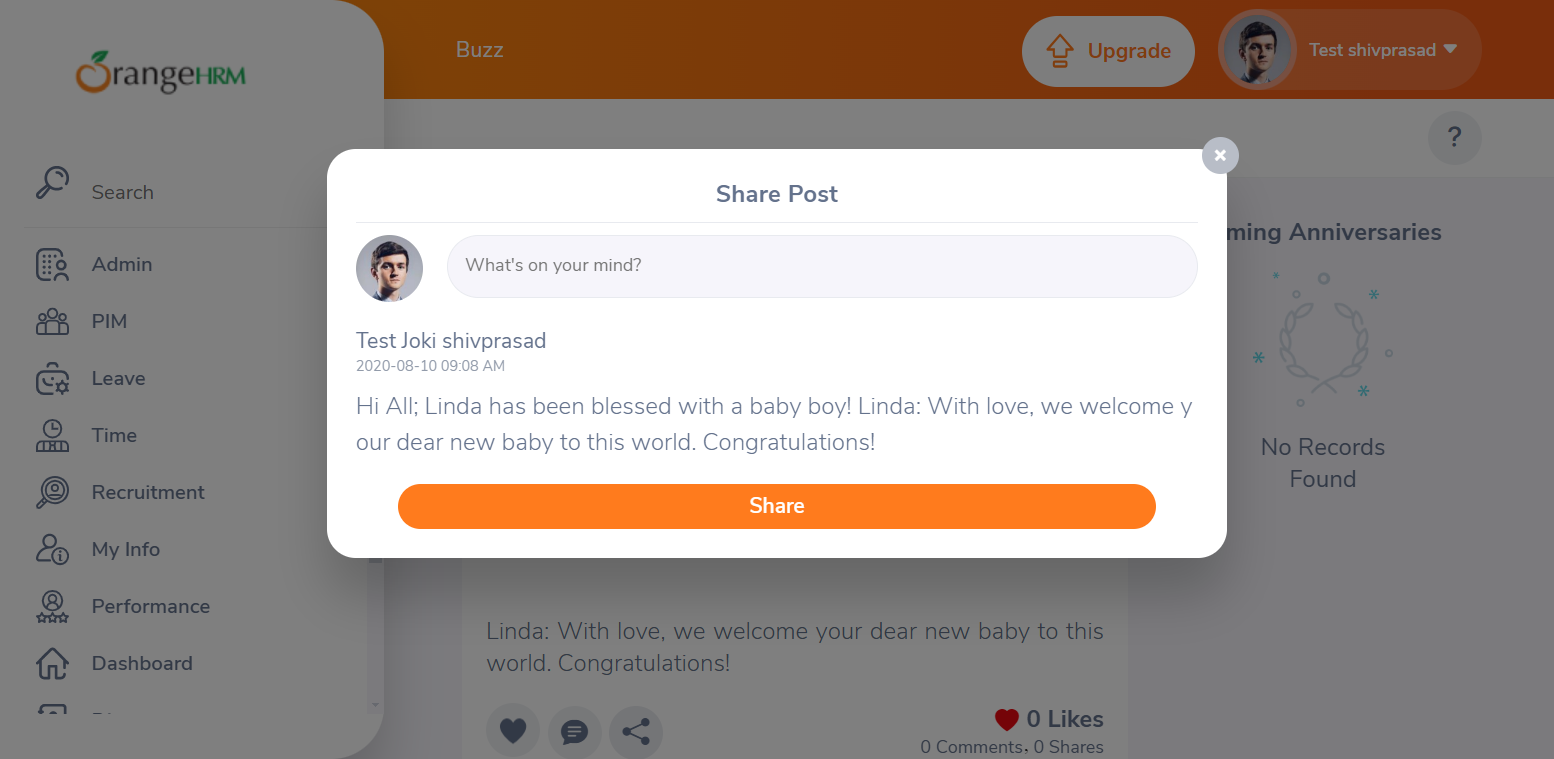 OrangeHRM
Buzz
Upgrade
Test shivprasad
?
Search
Admin
PIM
Leave
Time
Recruitment
My Info
Performance
Dashboard
Share Post
What's on your mind?
Test Joki shivprasad
2020-08-10 09:08 AM
Hi All; Linda has been blessed with a baby boy! Linda: With love, we welcome y
our dear new baby to this world. Congratulations!
Share
ming Anniversaries
No Records
Found
Linda: With love, we welcome your dear new baby to this
world. Congratulations!
0 Likes
0 Comments, 0 Shares